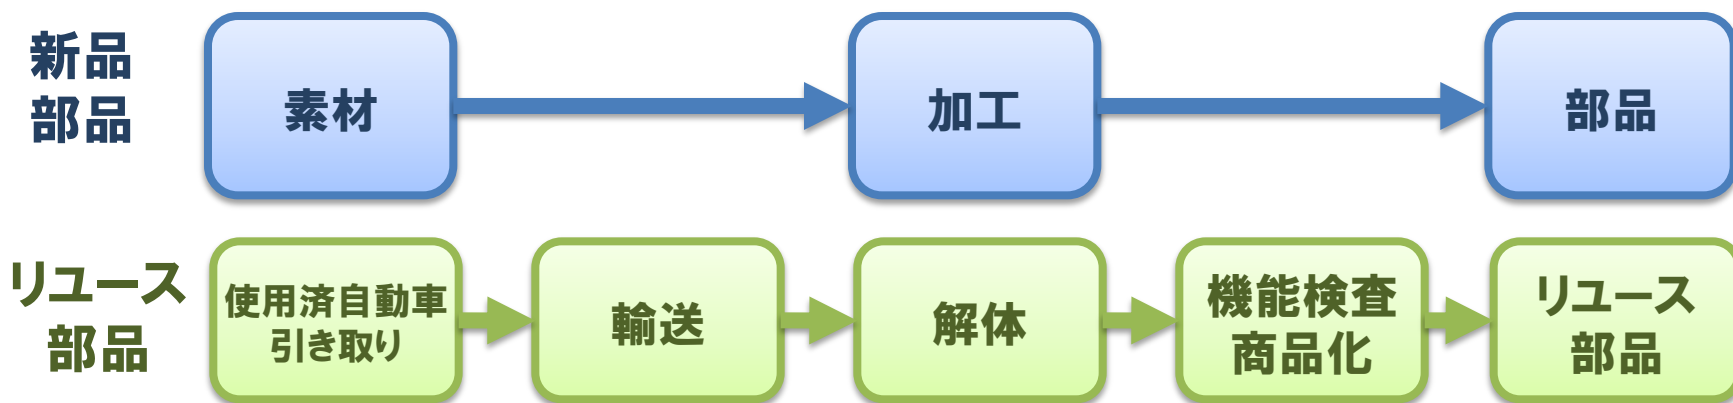 新品
部品
素材
加工
部品
リユース
部品
使用済自動車
引き取り
輸送
解体
機能検査
商品化
リユース
部品